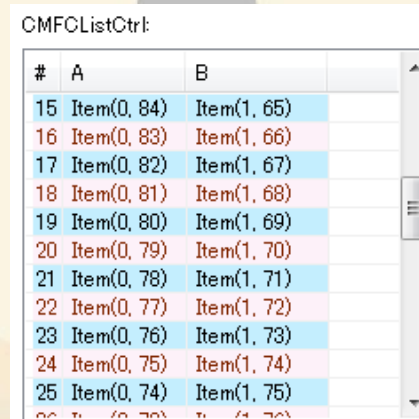 CMFCListCtrl:
# A B
15 Item(0, 84) Item(1, 65)
16 Item(0, 83) Item(1, 66)
17 Item(0, 82) Item(1, 67)
18 Item(0, 81) Item(1, 68)
19 Item(0, 80) Item(1, 69)
20 Item(0, 79) Item(1, 70)
21 Item(0, 78) Item(1, 71)
22 Item(0, 77) Item(1, 72)
23 Item(0, 76) Item(1, 73)
24 Item(0, 75) Item(1, 74)
25 Item(0, 74) Item(1, 75)